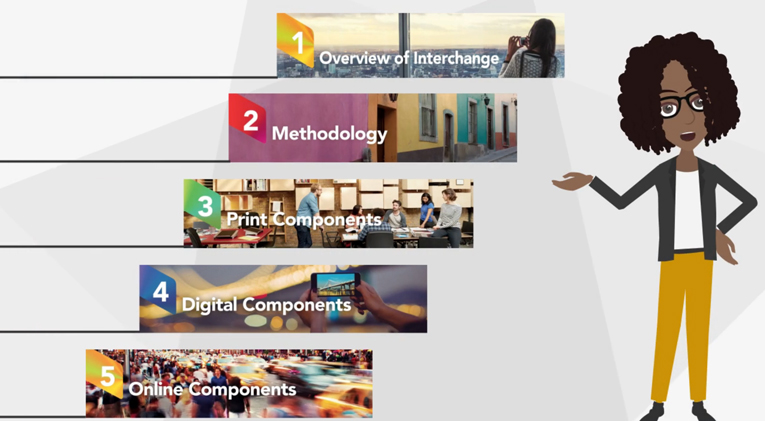 1
Overview of Interchange
2
Methodology
3
Print Components
4
Digital Components
5
Online Components